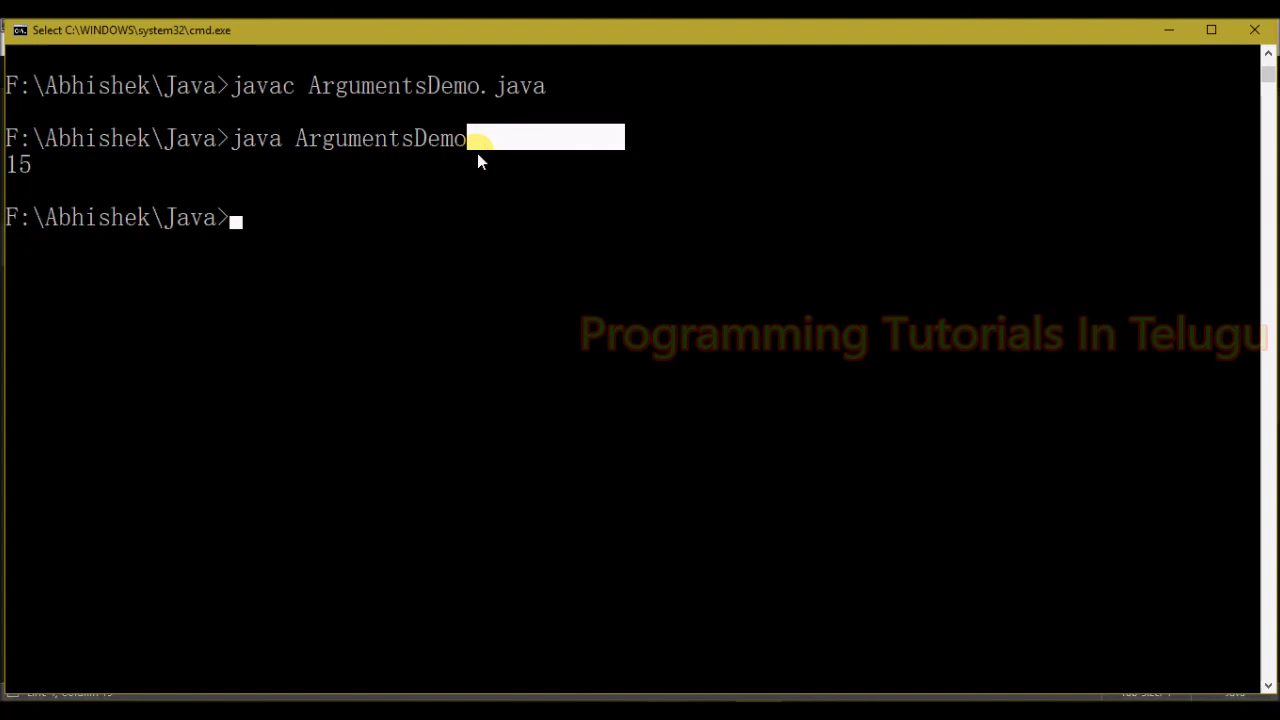 Select C:\WINDOWS\system32\cmd.exe
F:\Abhishek\Java>javac ArgumentsDemo.java
F:\Abhishek\Java>java ArgumentsDemo
15
F:\Abhishek\Java>
Programming Tutorials In Telugu